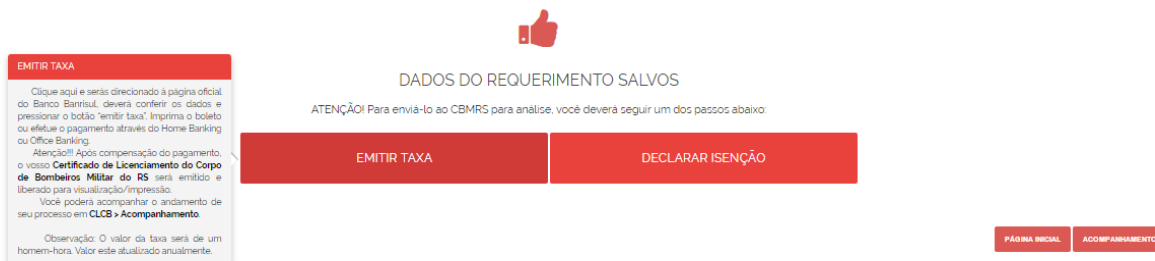 EMITIR TAXA
Clique aqui e serás direcionado à página oficial
do Banco Banrisul, deverá conferir os dados e
pressionar o botão "emitir taxa". Imprima o boleto
ou efetue o pagamento através do Home Banking
ou Office Banking.
Atenção!!! Após compensação do pagamento,
o vosso Certificado de Licenciamento do Corpo
de Bombeiros Militar do RS será emitido e
liberado para visualização/impressão.
Você poderá acompanhar o andamento de
seu processo em CLCB > Acompanhamento.
Observação: O valor da taxa será de um
homem-hora. Valor este atualizado anualmente.
DADOS DO REQUERIMENTO SALVOS
ATENÇÃO! Para enviá-lo ao CBMRS para análise, você deverá seguir um dos passos abaixo:
EMITIR TAXA
DECLARAR ISENÇÃO
PÁGINA INICIAL
ACOMPANHAMENTO